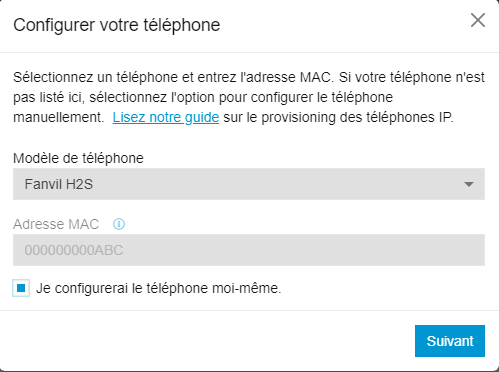 Configurer votre téléphone
Sélectionnez un téléphone et entrez l'adresse MAC. Si votre téléphone n'est
pas listé ici, sélectionnez l'option pour configurer le téléphone
manuellement. Lisez notre guide sur le provisioning des téléphones IP.
Modèle de téléphone
Fanvil H2S
Adresse MAC
000000000ABC
Je configurerai le téléphone moi-même.
Suivant